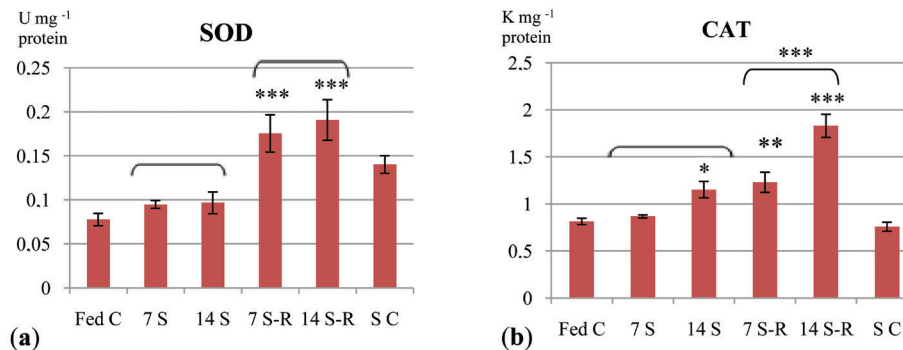 U mg -1
protein
SOD
0.25
0.2
0.15
0.1
0.05
0
***
***
Fed C 7 S 14 S 7 S-R 14 S-R S C
(a)
K mg -1
protein
CAT
2.5
2
1.5
1
0.5
0
***
***
**
*
Fed C 7 S 14 S 7 S-R 14 S-R S C
(b)